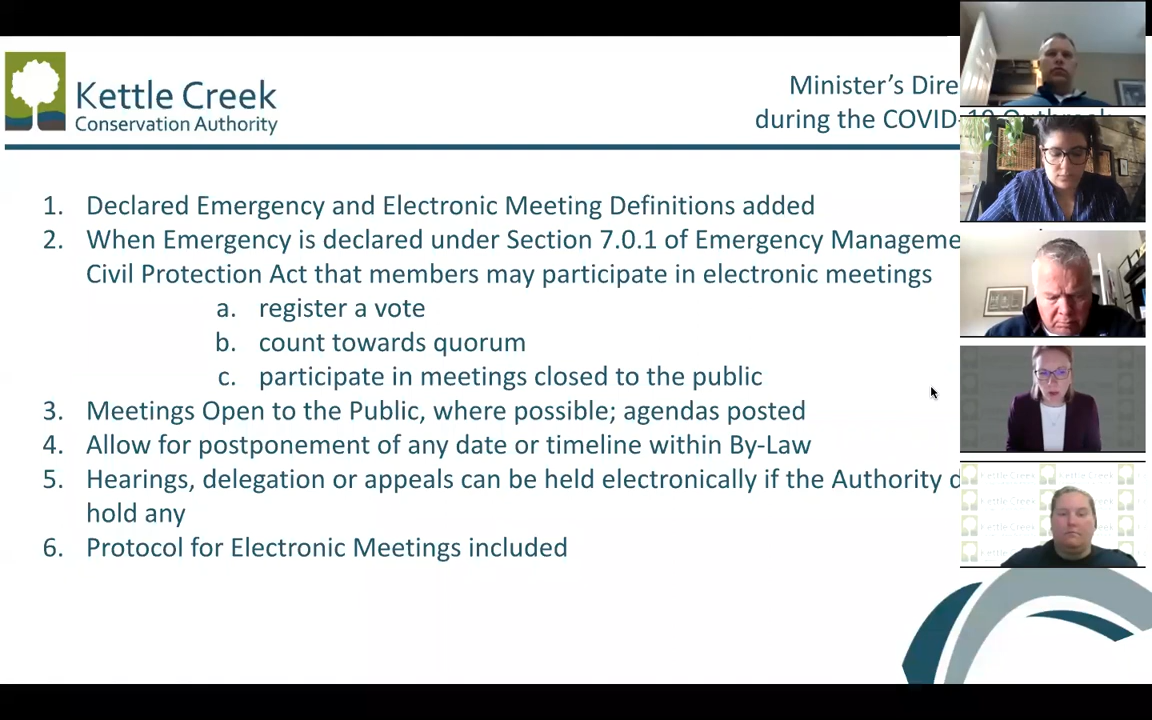 Kettle Creek
Conservation Authority
Minister's Dire
during the COVID-19 Outbreak
1. Declared Emergency and Electronic Meeting Definitions added
2. When Emergency is declared under Section 7.0.1 of Emergency Manageme
Civil Protection Act that members may participate in electronic meetings
a. register a vote
b. count towards quorum
c. participate in meetings closed to the public
3. Meetings Open to the Public, where possible; agendas posted
4. Allow for postponement of any date or timeline within By-Law
5. Hearings, delegation or appeals can be held electronically if the Authority d
hold any
6. Protocol for Electronic Meetings included